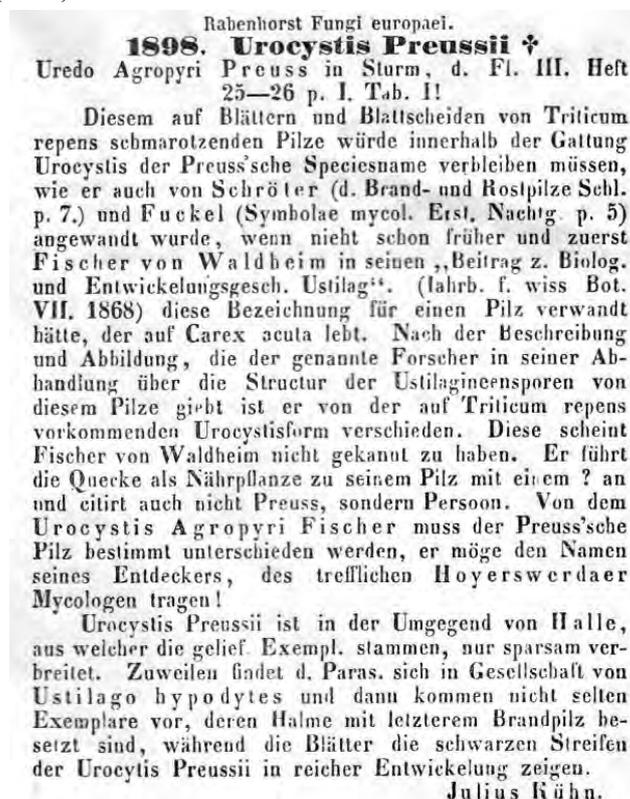 Rabenhorst Fungi europaei.
1898. Urocystis Preussii †
Uredo Agropyri Preuss in Sturm, d. Fl. III. Heft
25—26 p. I. Tab. I!
Diesem auf Blättern und Blattscheiden von Triticum
repens schmarotzenden Pilze würde innerhalb der Gattung
Urocystis der Preuss'sche Speciesname verbleiben müssen,
wie er auch von Schröter (d. Brand- und Rostpilze Schl.
p. 7.) und Fuckel (Symbolae mycol. Erst. Nachtg. p. 5)
angewandt wurde, wenn nicht schon früher und zuerst
Fischer von Waldheim in seinen ,,Beitrag z. Biolog.
und Entwickelungsgesch. Ustilag“. (Iahrb. f. wiss Bot.
VII. 1868) diese Bezeichnung für einen Pilz verwandt
hätte, der auf Carex acuta lebt. Nach der Beschreibung
und Abbildung, die der genannte Forscher in seiner Ab-
handlung über die Structur der Ustilagineensporen von
diesem Pilze giebt ist er von der auf Triticum repens
vorkommenden Urocystisform verschieden. Diese scheint
Fischer von Waldheim nicht gekannt zu haben. Er führt
die Quecke als Nährpflanze zu seinem Pilz mit einem ? an
und citirt auch nicht Preuss, sondern Persoon. Von dem
Urocystis Agropyri Fischer muss der Preuss'sche
Pilz bestimmt unterschieden werden, er möge den Namen
seines Entdeckers, des trefflichen Hoyerswerdaer
Mycologen tragen!
Urocystis Preussii ist in der Umgegend von Halle,
aus welcher die gelief. Exempl. stammen, nur sparsam ver-
breitet. Zuweilen findet d. Paras. sich in Gesellschaft von
Ustilago hypodytes und dann kommen nicht selten
Exemplare vor, deren Halme mit letzterem Brandpilz be-
setzt sind, während die Blätter die schwarzen Streifen
der Urocytis Preussii in reicher Entwickelung zeigen.
Julius Kühn.